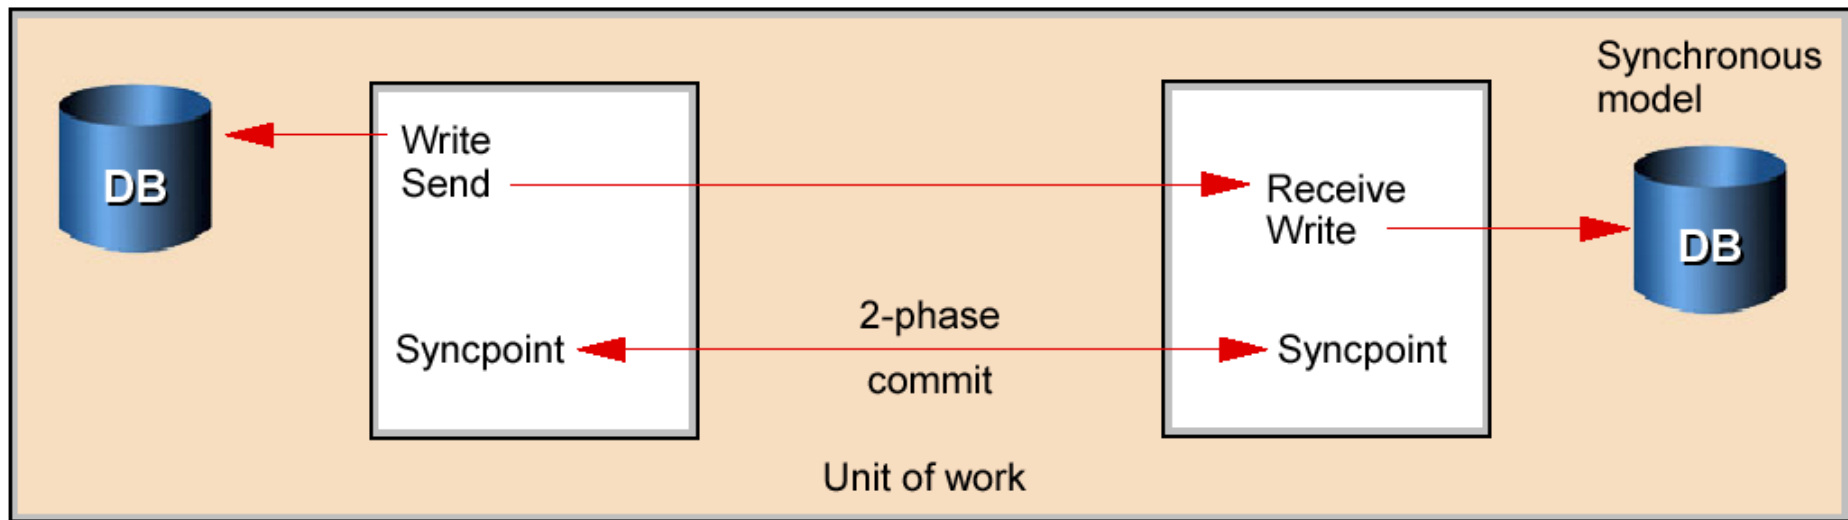 Synchronous
model
DB
Write
Send
Receive
Write
DB
2-phase
commit
Syncpoint
Syncpoint
Unit of work